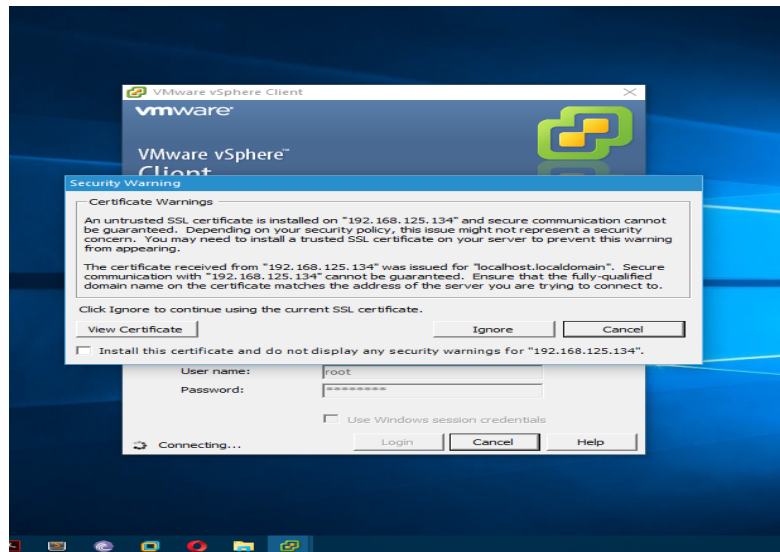 VMware vSphere Client
vmware
VMware vSphere™
Client
Security Warning
Certificate Warnings
An untrusted SSL certificate is installed on "192.168.125.134" and secure communication cannot
be guaranteed. Depending on your security policy, this issue might not represent a security
concern. You may need to install a trusted SSL certificate on your server to prevent this warning
from appearing.
The certificate received from "192.168.125.134" was issued for "localhost.localdomain". Secure
communication with "192.168.125.134" cannot be guaranteed. Ensure that the fully-qualified
domain name on the certificate matches the address of the server you are trying to connect to.
Click Ignore to continue using the current SSL certificate.
View Certificate Ignore Cancel
Install this certificate and do not display any security warnings for "192.168.125.134".
User name: root
Password: ********
Use Windows session credentials
Connecting... Login Cancel Help